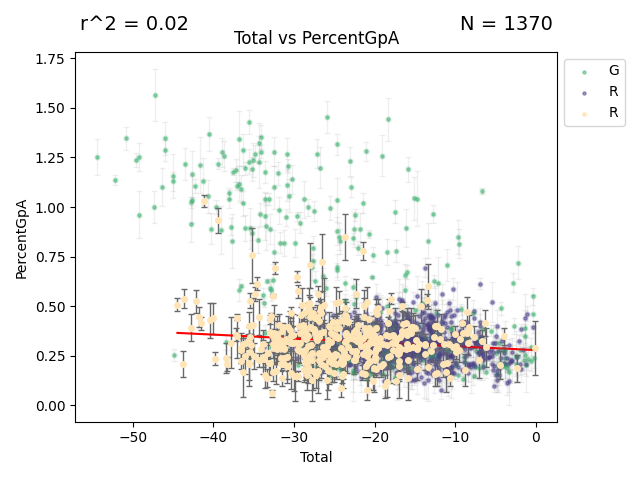 r^2 = 0.02
N = 1370
Total vs PercentGpA
1.75
1.50
1.25
1.00
0.75
0.50
0.25
0.00
PercentGpA
−50
−40
−30
−20
−10
0
Total
G
R
R